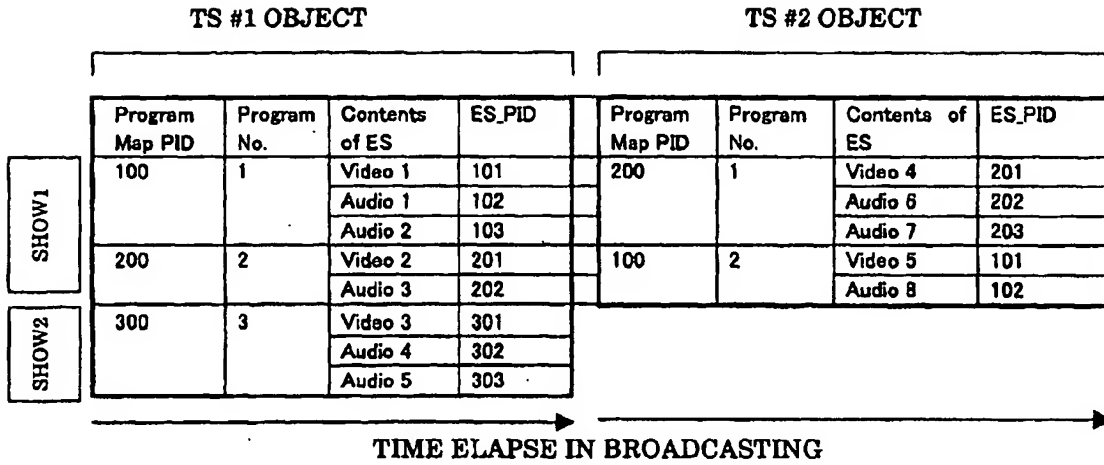 TS #1 OBJECT TS #2 OBJECT
Program Map PID Program No. Contents of ES ES_PID Program Map PID Program No. Contents of ES ES_PID
SHOW1
100 1 Video 1 101 200 1 Video 4 201
Audio 1 102 Audio 6 202
Audio 2 103 Audio 7 203
200 2 Video 2 201 100 2 Video 5 101
Audio 3 202 Audio 8 102
SHOW2
300 3 Video 3 301
Audio 4 302
Audio 5 303
TIME ELAPSE IN BROADCASTING